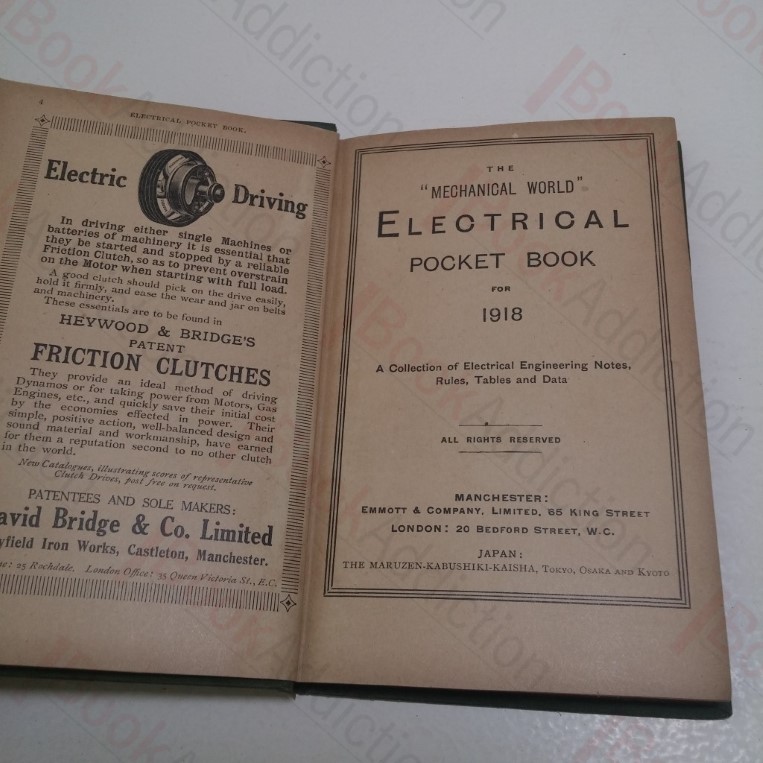 4
ELECTRICAL POCKET BOOK.
Electric Driving
In driving either single Machines or
batteries of machinery it is essential that
they be started and stopped by a reliable
Friction Clutch, so as to prevent overstrain
on the Motor when starting with full load.
A good clutch should pick on the drive easily,
hold it firmly, and ease the wear and jar on belts
and machinery.
These essentials are to be found in
HEYWOOD & BRIDGE'S
PATENT
FRICTION CLUTCHES
They provide an ideal method of driving
Dynamos or for taking power from Motors, Gas
Engines, etc., and quickly save their initial cost
by the economies effected in power. Their
simple, positive action, well-balanced design and
sound material and workmanship, have earned
for them a reputation second to no other clutch
in the world.
New Catalogues, illustrating scores of representative
Clutch Drives, post free on request.
PATENTEES AND SOLE MAKERS:
avid Bridge & Co. Limited
yfield Iron Works, Castleton, Manchester.
ne: 25 Rochdale. London Office: 35 Queen Victoria St., E.C.
THE
"MECHANICAL WORLD"
ELECTRICAL
POCKET BOOK
FOR
1918
A Collection of Electrical Engineering Notes,
Rules, Tables and Data
ALL RIGHTS RESERVED
MANCHESTER:
EMMOTT & COMPANY, LIMITED, 65 KING STREET
LONDON: 20 BEDFORD STREET, W.C.
JAPAN:
THE MARUZEN-KABUSHIKI-KAISHA, TOKYO, OSAKA AND KYOTO
BookAddiction